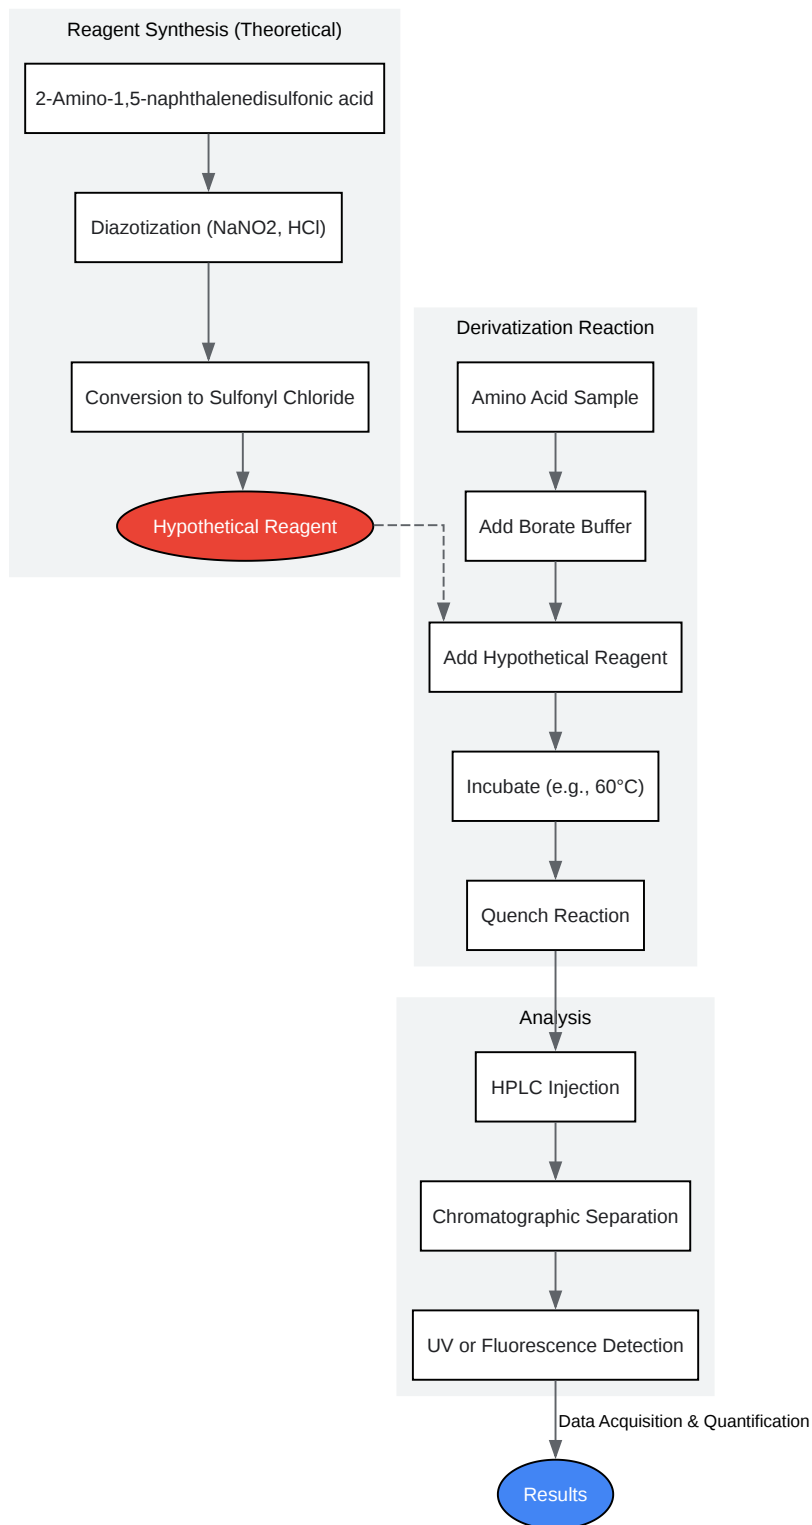 Reagent Synthesis (Theoretical)
2-Amino-1,5-naphthalenedisulfonic acid
Diazotization (NaNO2, HCl)
Conversion to Sulfonyl Chloride
Hypothetical Reagent
Derivatization Reaction
Amino Acid Sample
Add Borate Buffer
Add Hypothetical Reagent
Incubate (e.g., 60°C)
Quench Reaction
Analysis
HPLC Injection
Chromatographic Separation
UV or Fluorescence Detection
Data Acquisition & Quantification
Results